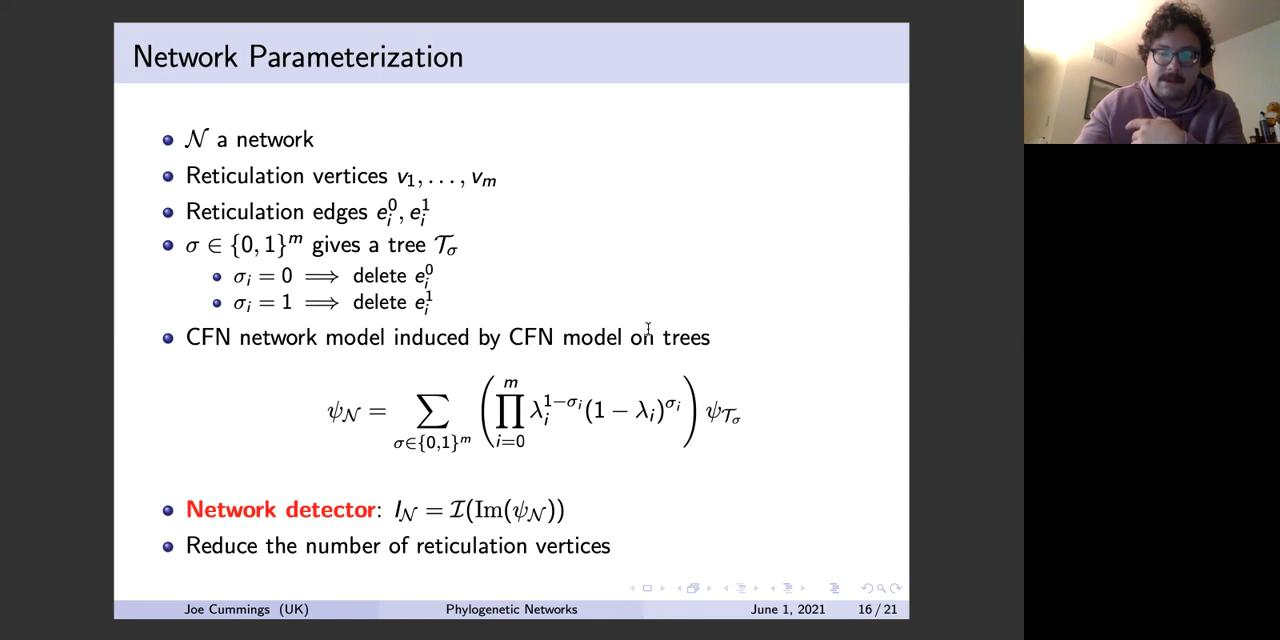 Network Parameterization
𝒩 a network
Reticulation vertices v₁, . . . , vₘ
Reticulation edges eᵢ⁰, eᵢ¹
σ ∈ {0, 1}ᵐ gives a tree 𝒯_σ
σᵢ = 0 ⟹ delete eᵢ⁰
σᵢ = 1 ⟹ delete eᵢ¹
CFN network model induced by CFN model on trees
ψ_𝒩 = ∑_{σ∈{0,1}ᵐ} ( ∏_{i=0}^{m} λᵢ^{1−σᵢ} (1 − λᵢ)^{σᵢ} ) ψ_{𝒯_σ}
Network detector: I_𝒩 = ℐ(Im(ψ_𝒩))
Reduce the number of reticulation vertices
Joe Cummings (UK) Phylogenetic Networks June 1, 2021 16 / 21